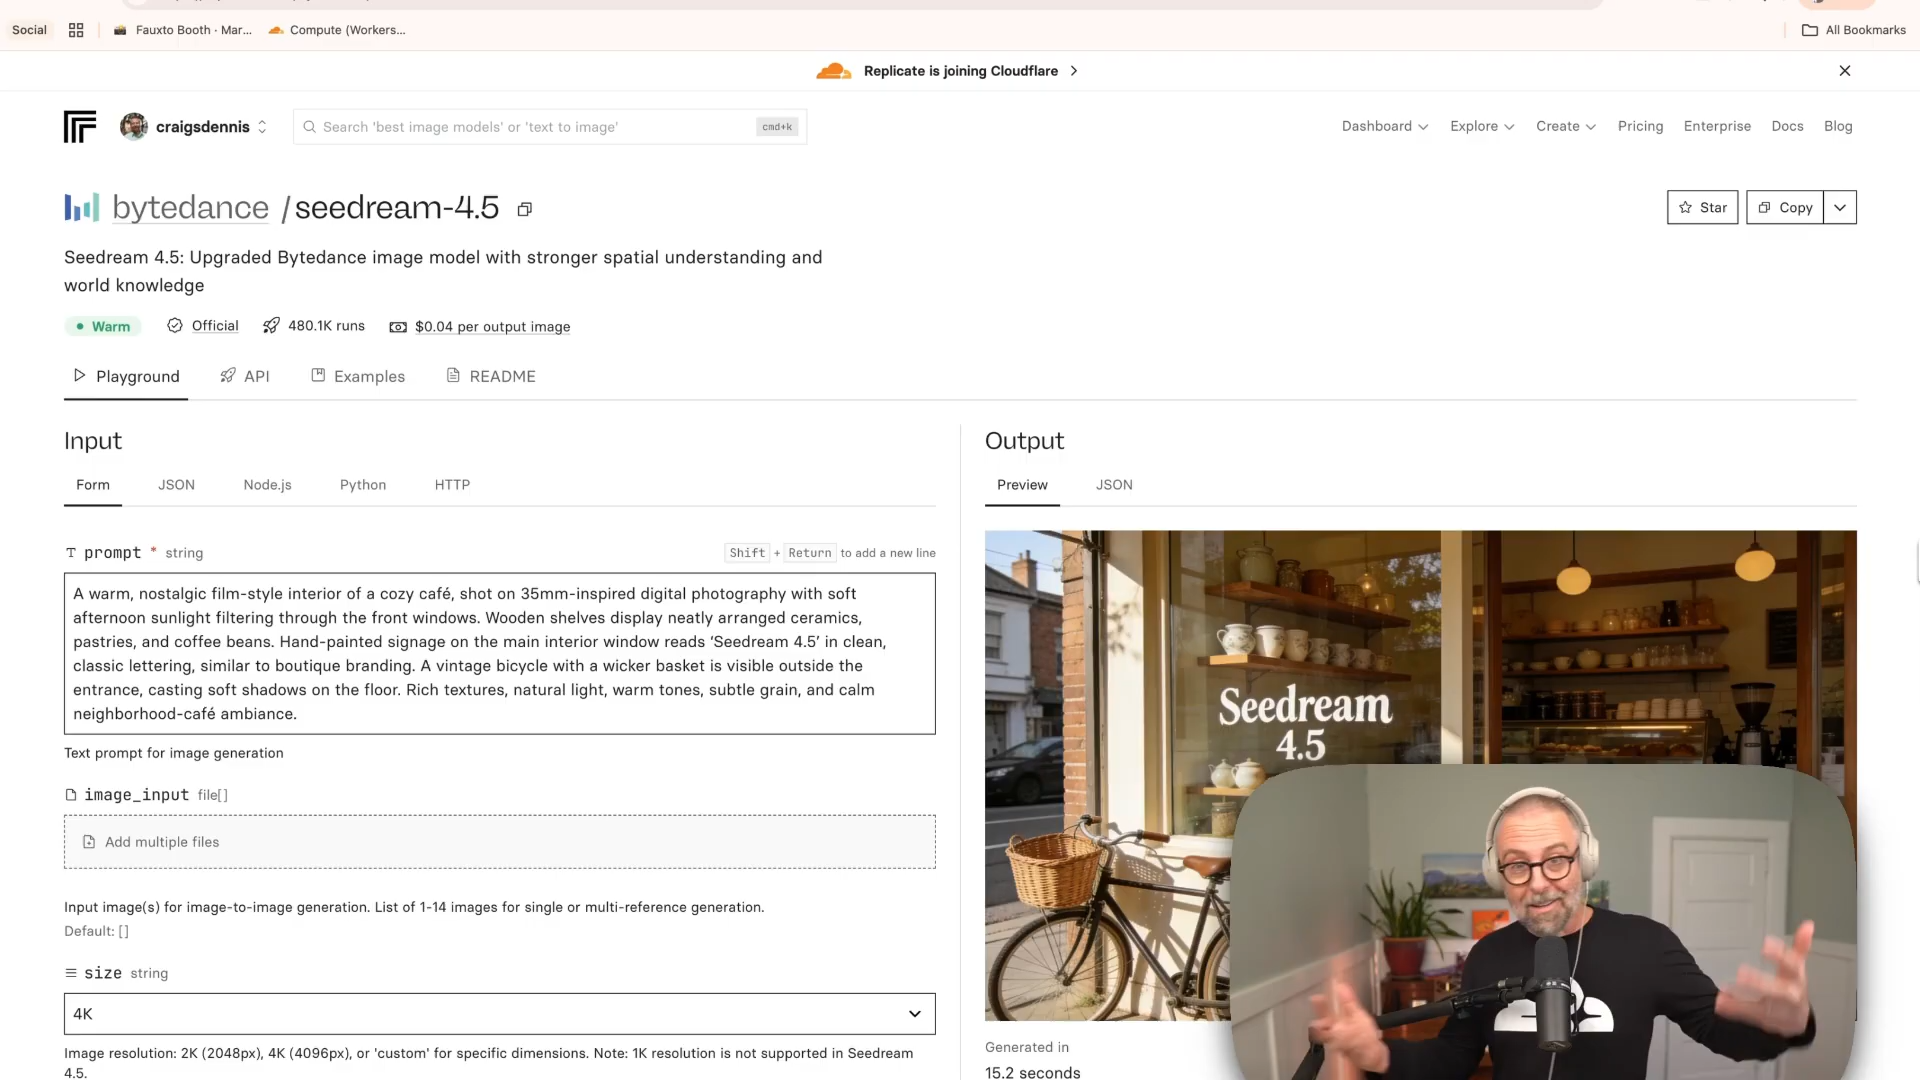 Social
Fauxto Booth · Mar...
Compute (Workers...
All Bookmarks
Replicate is joining Cloudflare
craigsdennis
Search 'best image models' or 'text to image'
cmd+k
Dashboard
Explore
Create
Pricing
Enterprise
Docs
Blog
bytedance /seedream-4.5
Star
Copy
Seedream 4.5: Upgraded Bytedance image model with stronger spatial understanding and
world knowledge
Warm
Official
480.1K runs
$0.04 per output image
Playground
API
Examples
README
Input
Form
JSON
Node.js
Python
HTTP
prompt * string
Shift + Return to add a new line
A warm, nostalgic film-style interior of a cozy café, shot on 35mm-inspired digital photography with soft
afternoon sunlight filtering through the front windows. Wooden shelves display neatly arranged ceramics,
pastries, and coffee beans. Hand-painted signage on the main interior window reads ‘Seedream 4.5’ in clean,
classic lettering, similar to boutique branding. A vintage bicycle with a wicker basket is visible outside the
entrance, casting soft shadows on the floor. Rich textures, natural light, warm tones, subtle grain, and calm
neighborhood-café ambiance.
Text prompt for image generation
image_input file[]
Add multiple files
Input image(s) for image-to-image generation. List of 1-14 images for single or multi-reference generation.
Default: []
size string
4K
Image resolution: 2K (2048px), 4K (4096px), or 'custom' for specific dimensions. Note: 1K resolution is not supported in Seedream
4.5.
Output
Preview
JSON
Seedream
4.5
Generated in
15.2 seconds